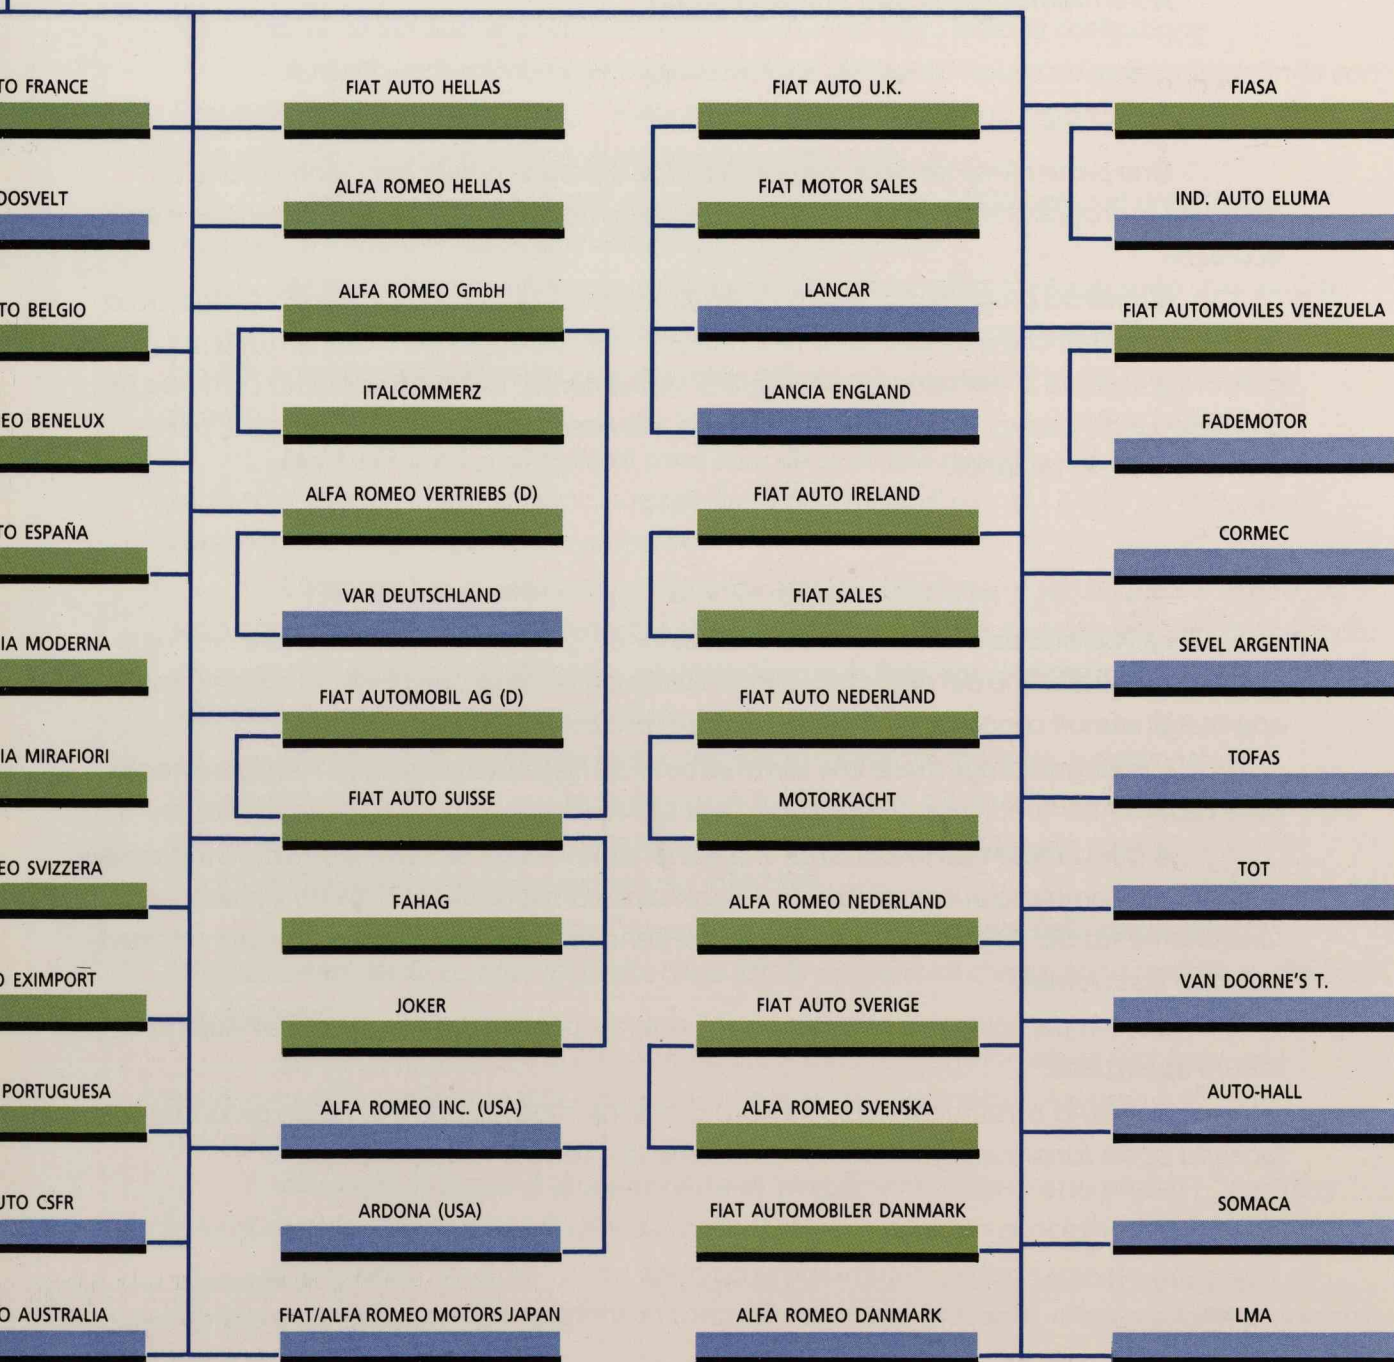 TO FRANCE
OOSVELT
TO BELGIO
EO BENELUX
TO ESPAÑA
IA MODERNA
IA MIRAFIORI
EO SVIZZERA
O EXIMPORT
PORTUGUESA
UTO CSFR
O AUSTRALIA
FIAT AUTO HELLAS
ALFA ROMEO HELLAS
ALFA ROMEO GmbH
ITALCOMMERZ
ALFA ROMEO VERTRIEBS (D)
VAR DEUTSCHLAND
FIAT AUTOMOBIL AG (D)
FIAT AUTO SUISSE
FAHAG
JOKER
ALFA ROMEO INC. (USA)
ARDONA (USA)
FIAT/ALFA ROMEO MOTORS JAPAN
FIAT AUTO U.K.
FIAT MOTOR SALES
LANCAR
LANCIA ENGLAND
FIAT AUTO IRELAND
FIAT SALES
FIAT AUTO NEDERLAND
MOTORKACHT
ALFA ROMEO NEDERLAND
FIAT AUTO SVERIGE
ALFA ROMEO SVENSKA
FIAT AUTOMOBILER DANMARK
ALFA ROMEO DANMARK
FIASA
IND. AUTO ELUMA
FIAT AUTOMOVILES VENEZUELA
FADEMOTOR
CORMEC
SEVEL ARGENTINA
TOFAS
TOT
VAN DOORNE'S T.
AUTO-HALL
SOMACA
LMA